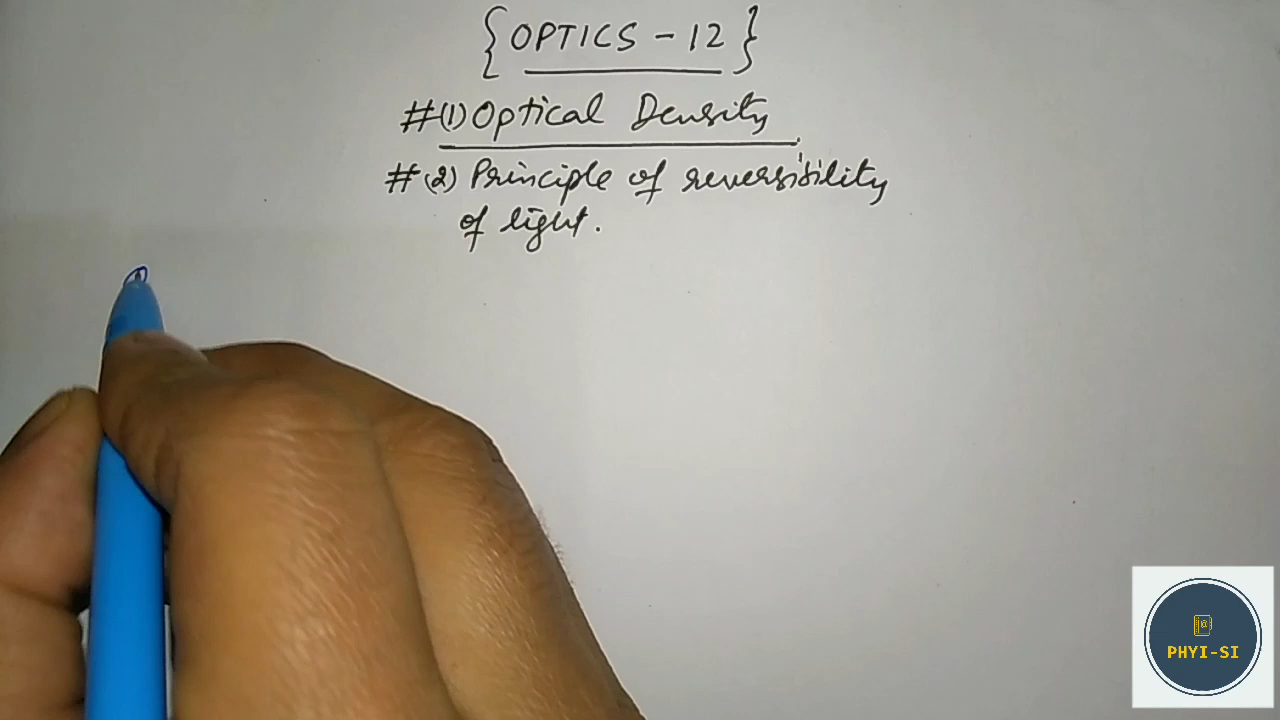 {OPTICS - 12}
#(1) Optical Density
#(2) Principle of reversibility
of light.
PHYI-SI